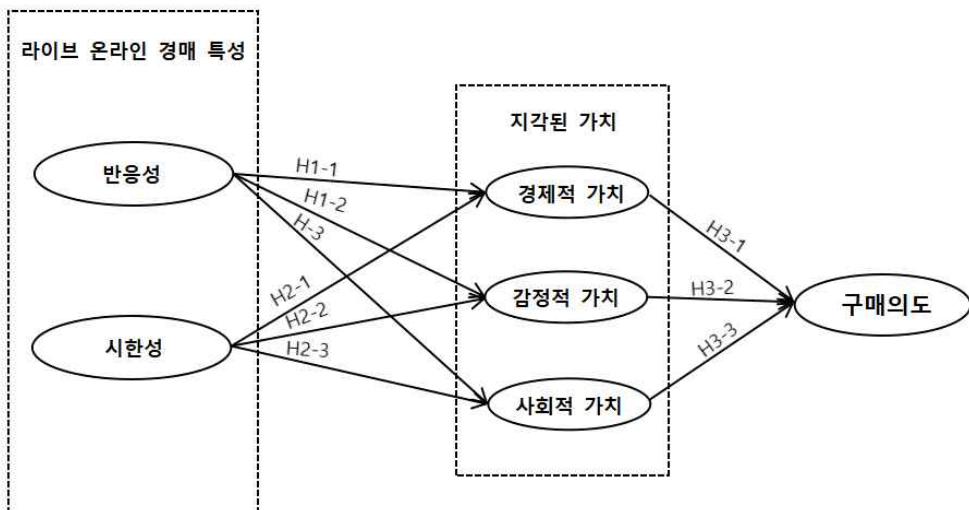 라이브 온라인 경매 특성
지각된 가치
반응성
시한성
H1-1
H1-2
H-3
H2-1
H2-2
H2-3
경제적 가치
감정적 가치
사회적 가치
H3-1
H3-2
H3-3
구매의도